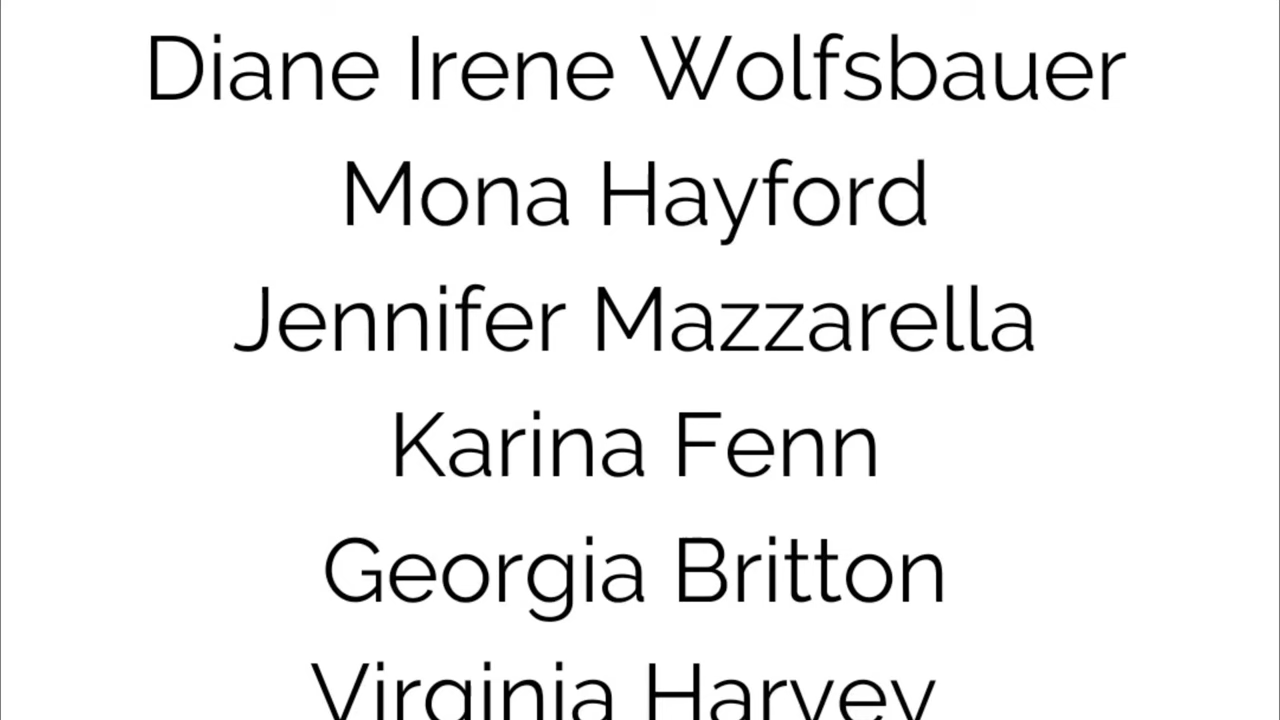 Diane Irene Wolfsbauer
Mona Hayford
Jennifer Mazzarella
Karina Fenn
Georgia Britton
Virginia Harvey